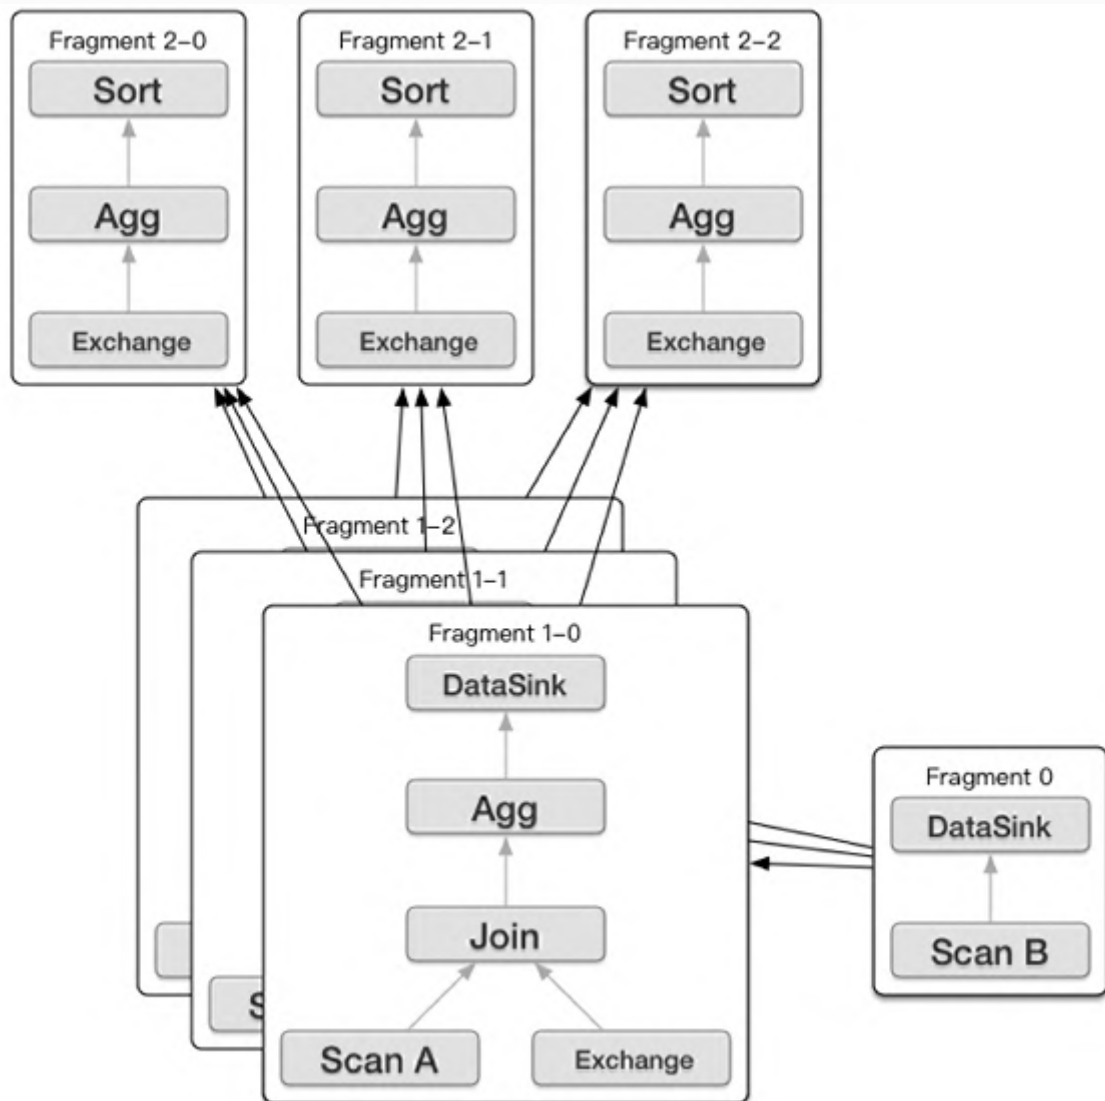 Fragment 2-0
Sort
Agg
Exchange
Fragment 2-1
Sort
Agg
Exchange
Fragment 2-2
Sort
Agg
Exchange
Fragment 1-2
Fragment 1-1
S
Fragment 1-0
DataSink
Agg
Join
Scan A
Exchange
Fragment 0
DataSink
Scan B